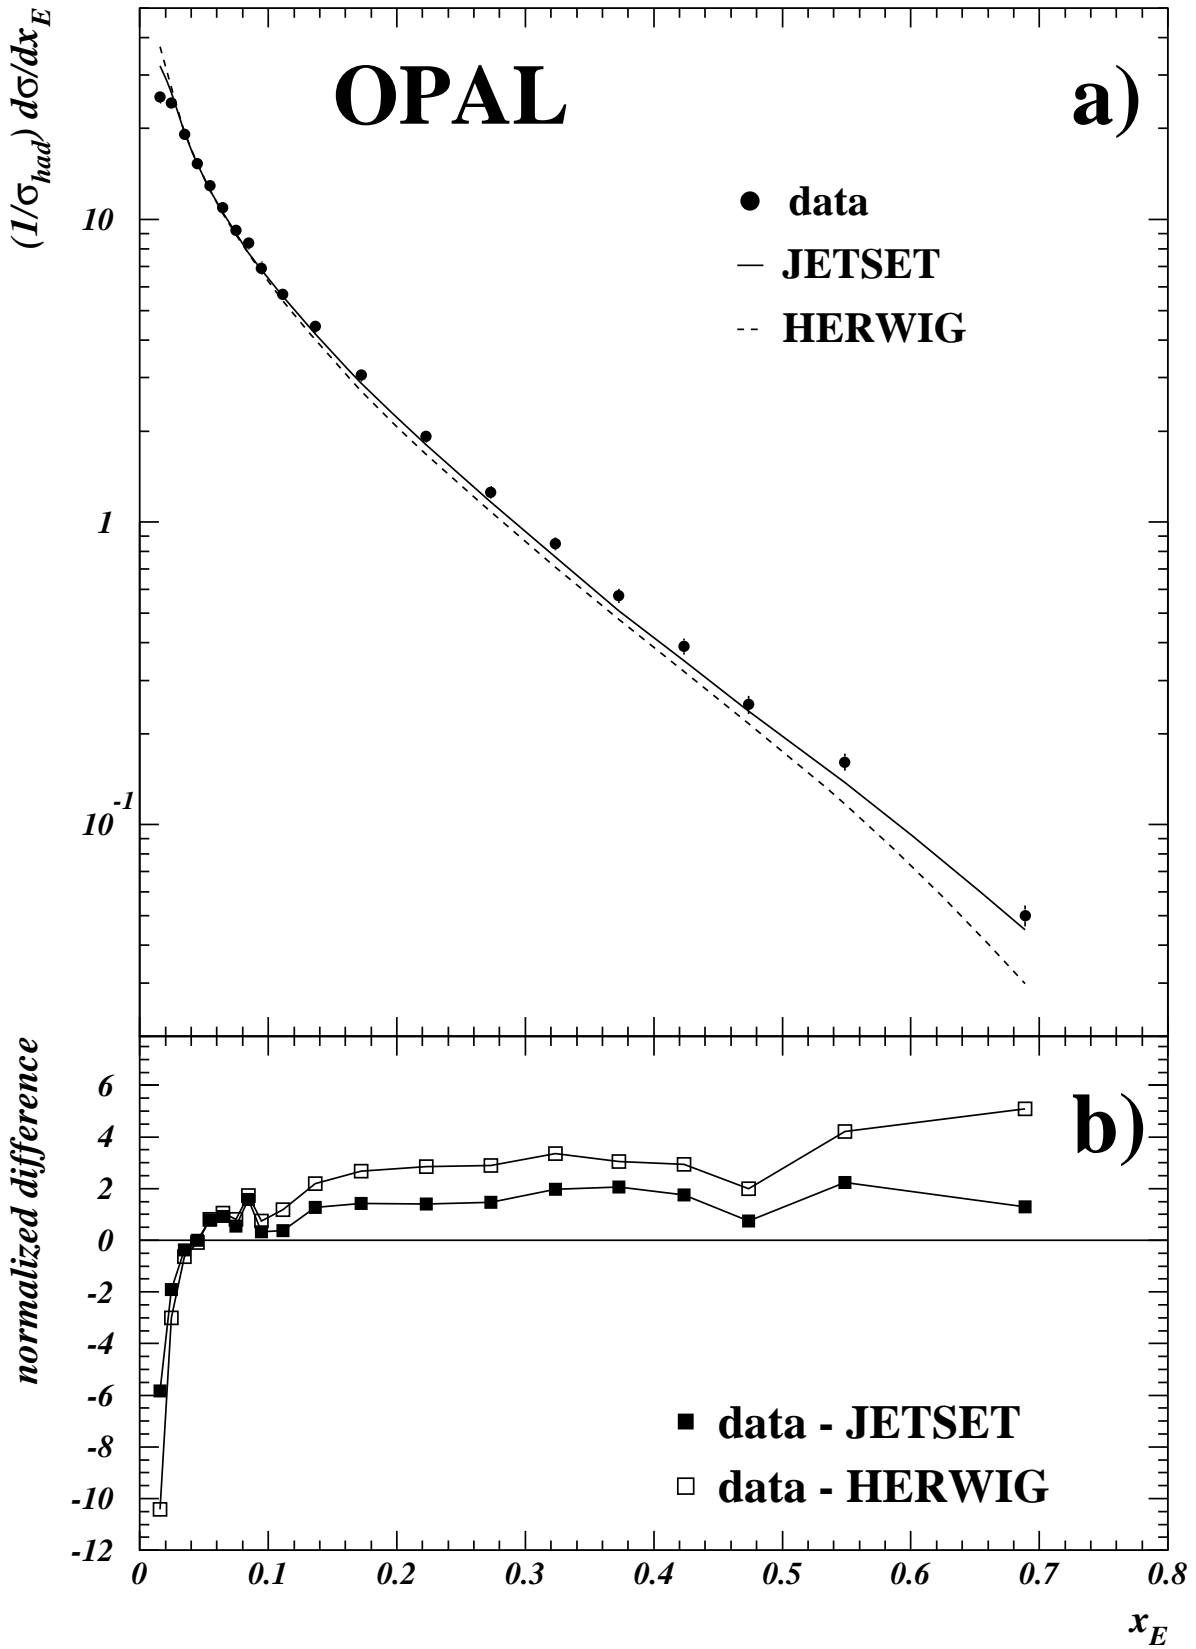 (1/σhad) dσ/dxE
OPAL
a)
data
JETSET
HERWIG
10
1
10-1
normalized difference
b)
6
4
2
0
-2
-4
-6
-8
-10
-12
data - JETSET
data - HERWIG
0 0.1 0.2 0.3 0.4 0.5 0.6 0.7 0.8
xE